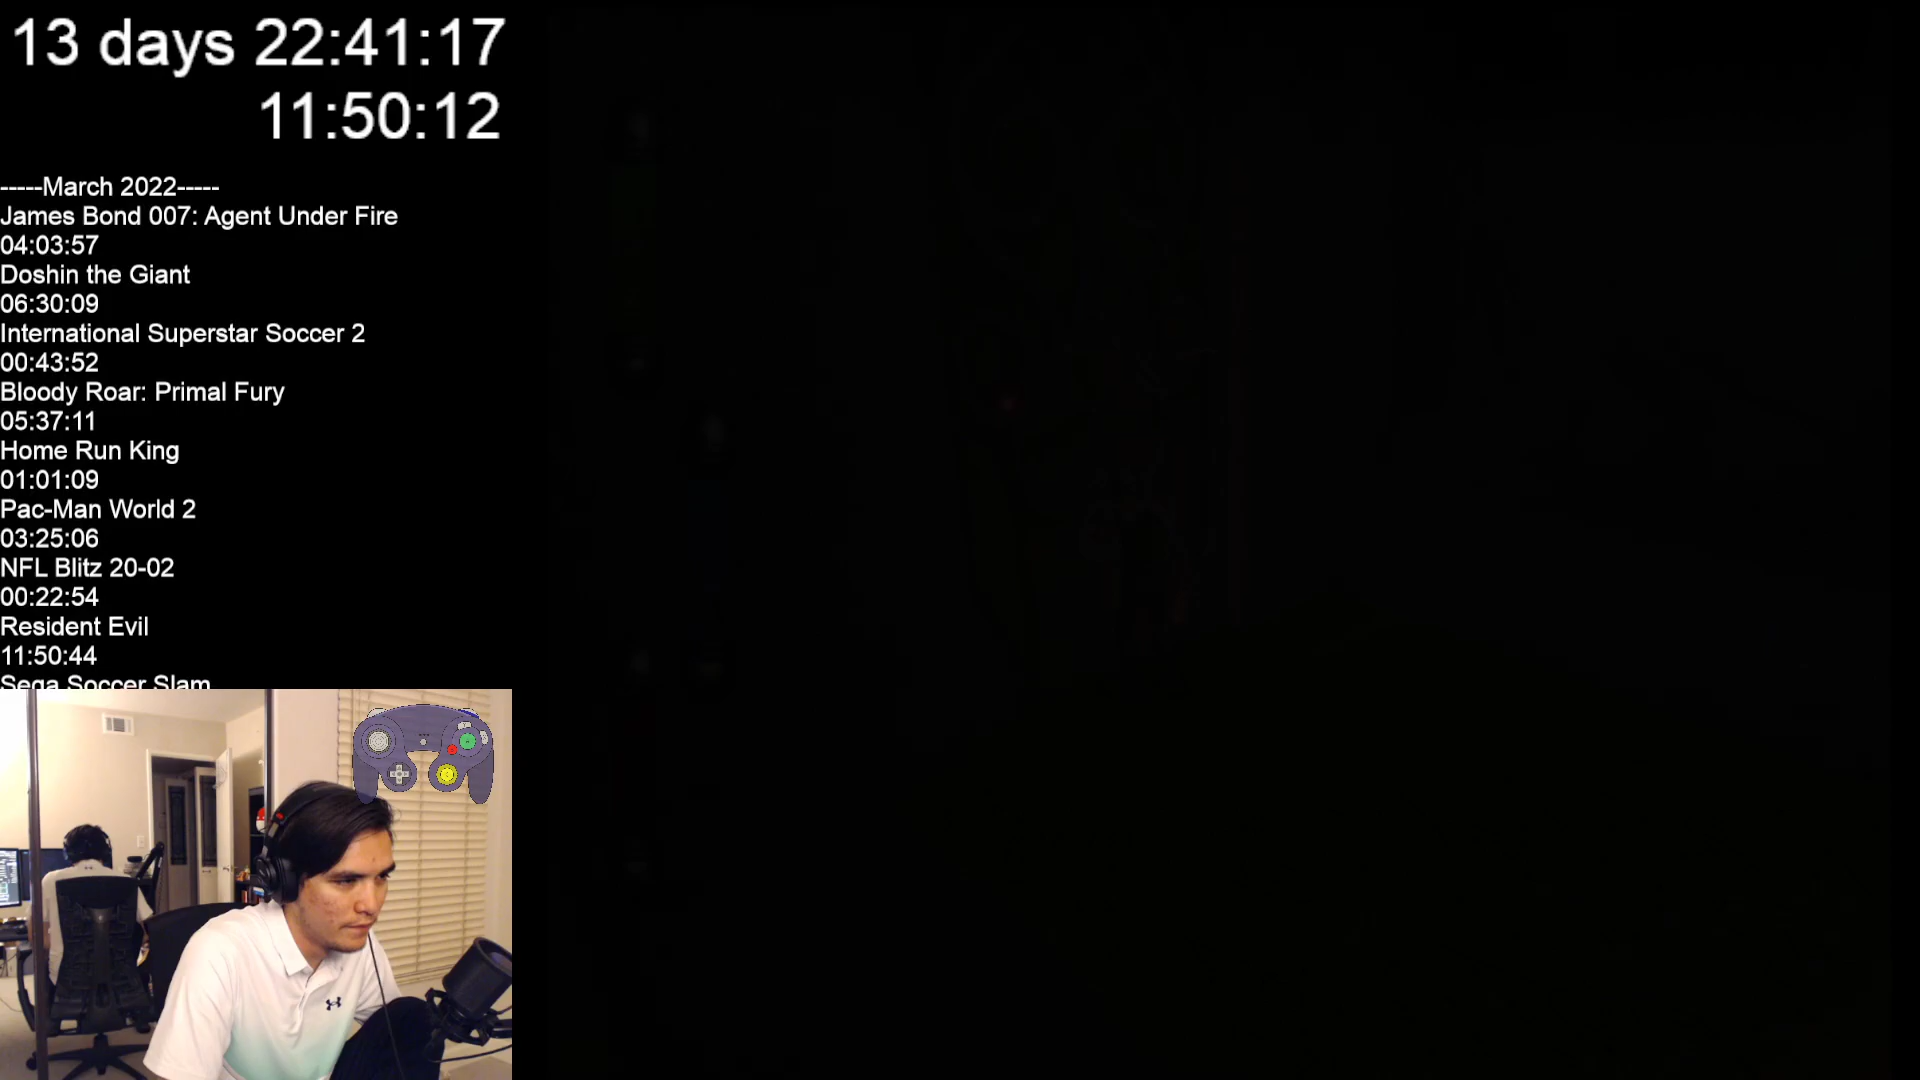 13 days 22:41:17
11:50:12
-----March 2022-----
James Bond 007: Agent Under Fire
04:03:57
Doshin the Giant
06:30:09
International Superstar Soccer 2
00:43:52
Bloody Roar: Primal Fury
05:37:11
Home Run King
01:01:09
Pac-Man World 2
03:25:06
NFL Blitz 20-02
00:22:54
Resident Evil
11:50:44
Sega Soccer Slam